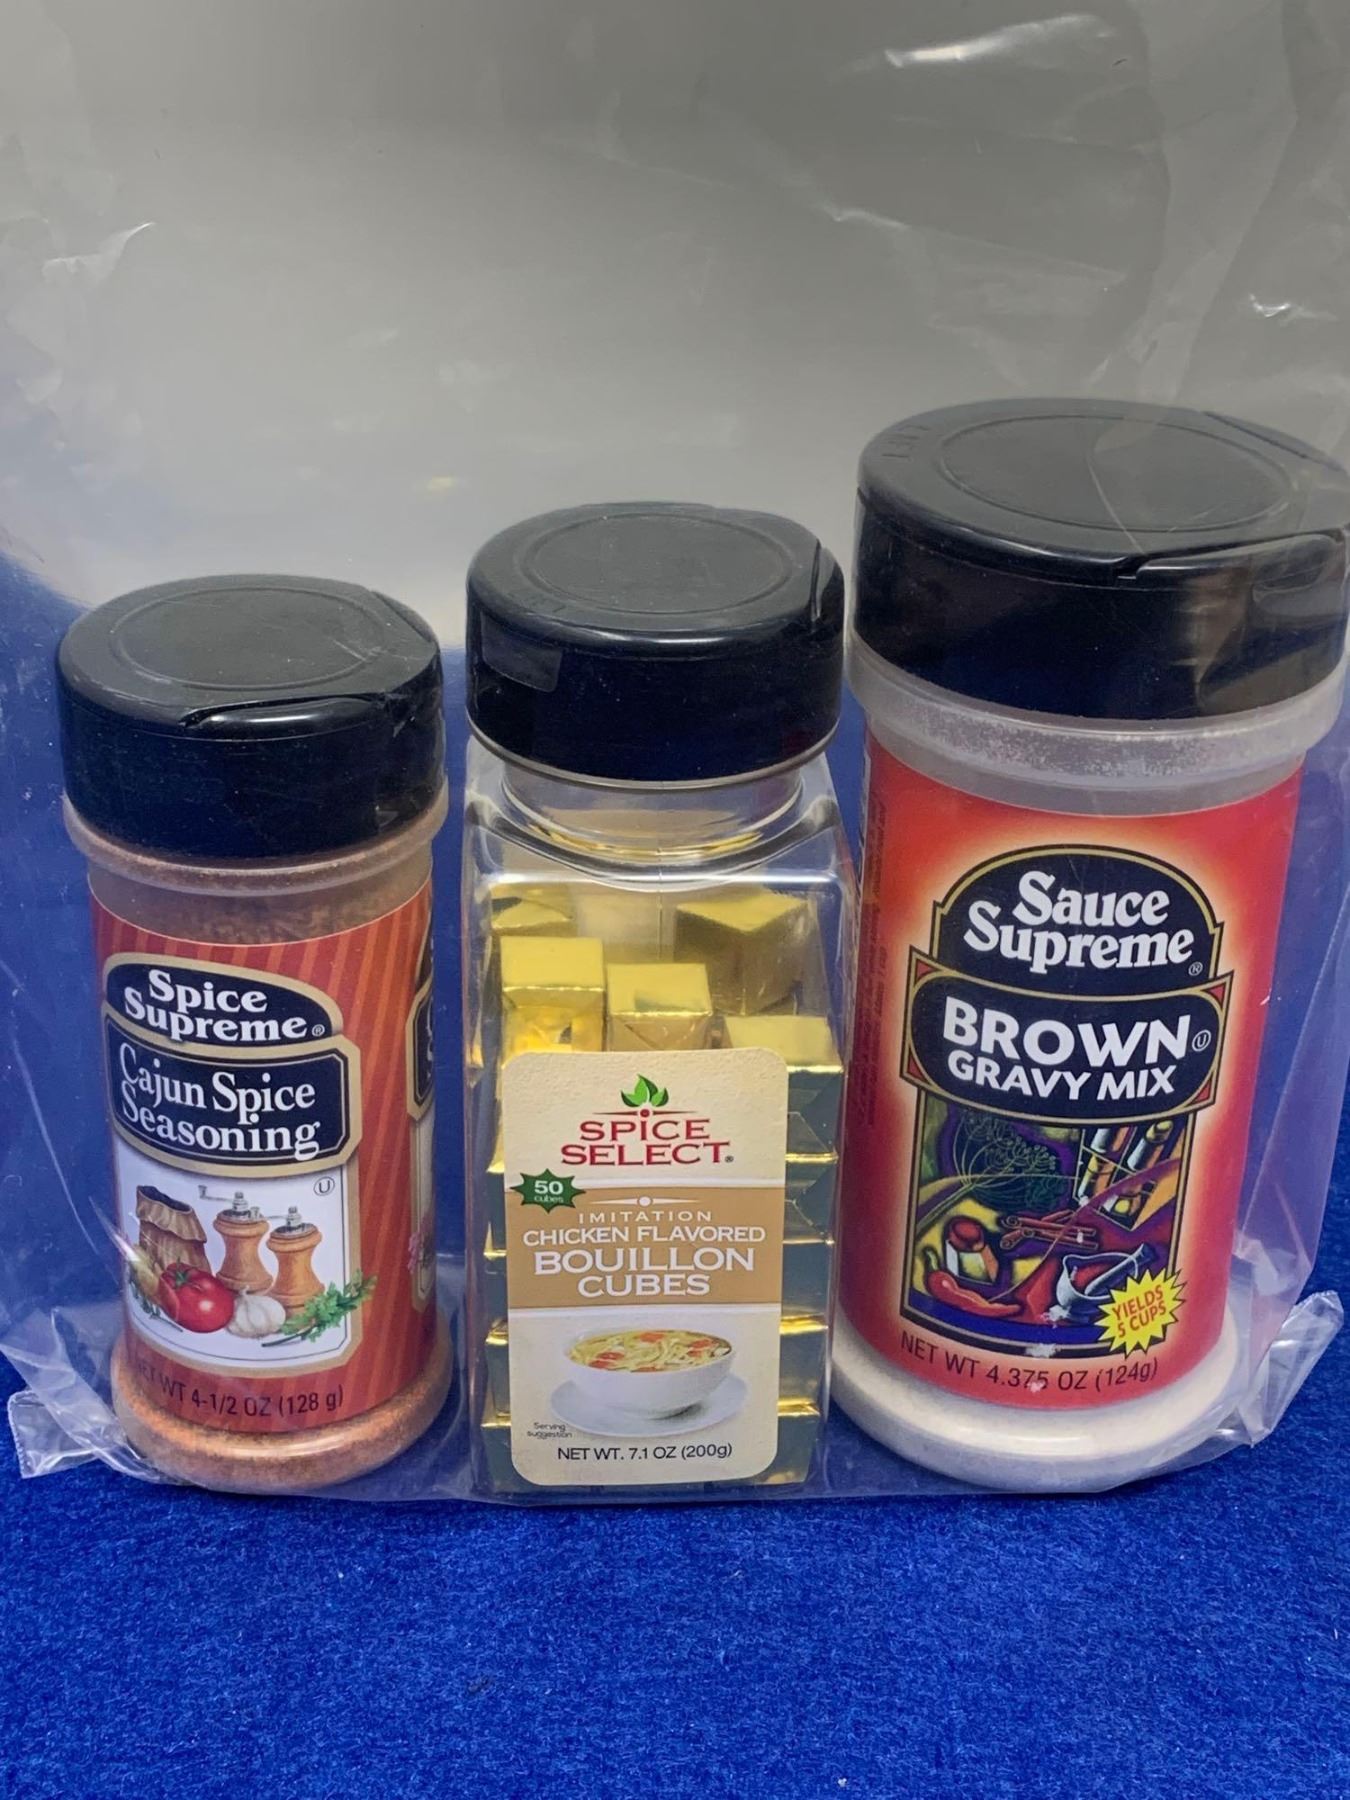 Spice
Supreme®
Cajun Spice
Seasoning
U
NET WT 4-1/2 OZ (128 g)
SPICE
SELECT®
50
cubes
IMITATION
CHICKEN FLAVORED
BOUILLON
CUBES
Serving
suggestion
NET WT. 7.1 OZ (200g)
LIFT
Sauce
Supreme®
BROWN U
GRAVY MIX
YIELDS
5 CUPS
NET WT 4.375 OZ (124g)